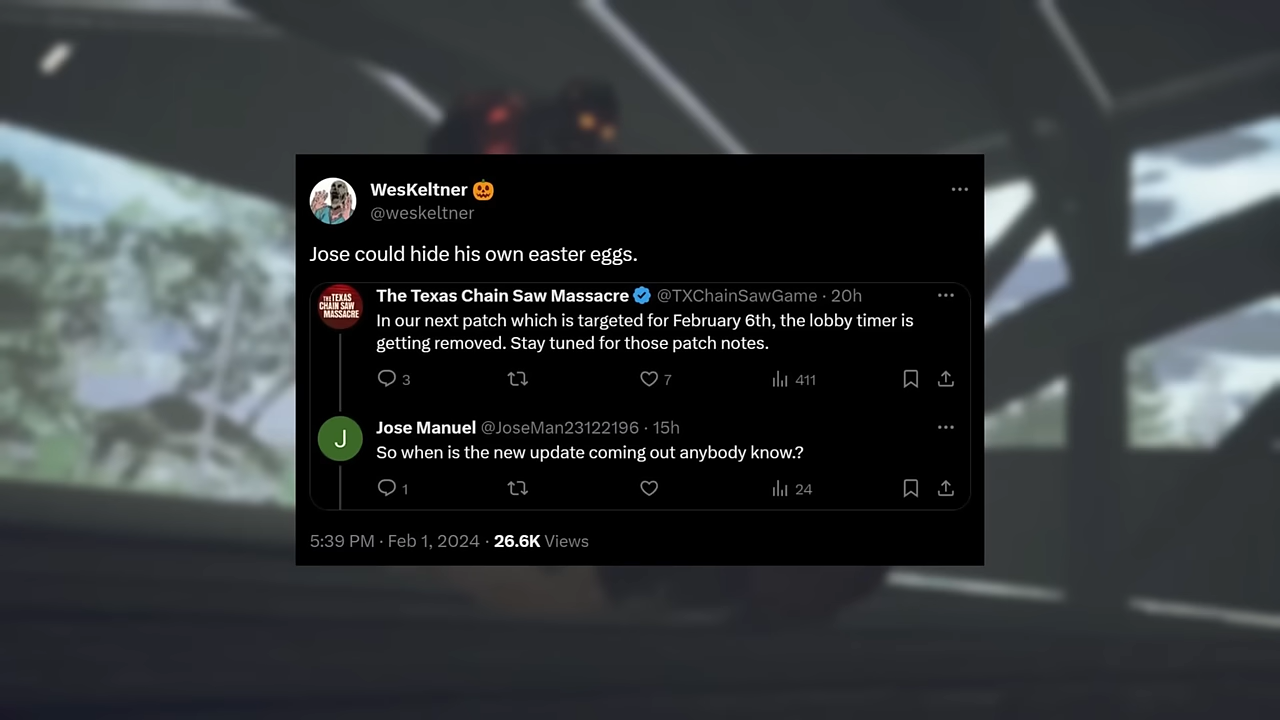 WesKeltner 🎃
@weskeltner
Jose could hide his own easter eggs.
THE TEXAS
CHAIN SAW
MASSACRE
The Texas Chain Saw Massacre @TXChainSawGame · 20h
In our next patch which is targeted for February 6th, the lobby timer is
getting removed. Stay tuned for those patch notes.
3 7 411
J
Jose Manuel @JoseMan23122196 · 15h
So when is the new update coming out anybody know.?
1 24
5:39 PM · Feb 1, 2024 · 26.6K Views